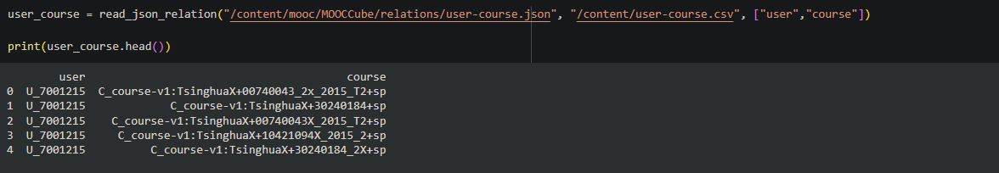 user_course = read_json_relation("/content/mooc/MOOCCube/relations/user-course.json", "/content/user-course.csv", ["user","course"])
print(user_course.head())
user course
0 U_7001215 C_course-v1:TsinghuaX+00740043_2x_2015_T2+sp
1 U_7001215 C_course-v1:TsinghuaX+30240184+sp
2 U_7001215 C_course-v1:TsinghuaX+00740043X_2015_T2+sp
3 U_7001215 C_course-v1:TsinghuaX+10421094X_2015_2+sp
4 U_7001215 C_course-v1:TsinghuaX+30240184_2X+sp